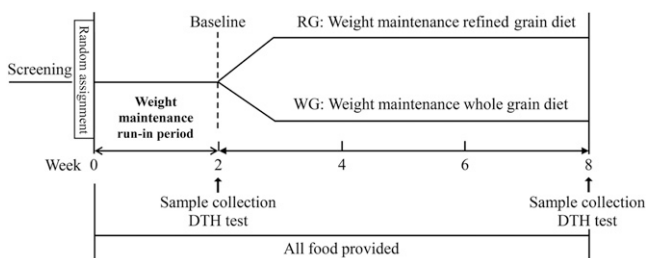 Baseline
RG: Weight maintenance refined grain diet
Screening
Random assignment
Weight
maintenance
run-in period
WG: Weight maintenance whole grain diet
Week 0 2 4 6 8
Sample collection
DTH test
Sample collection
DTH test
All food provided